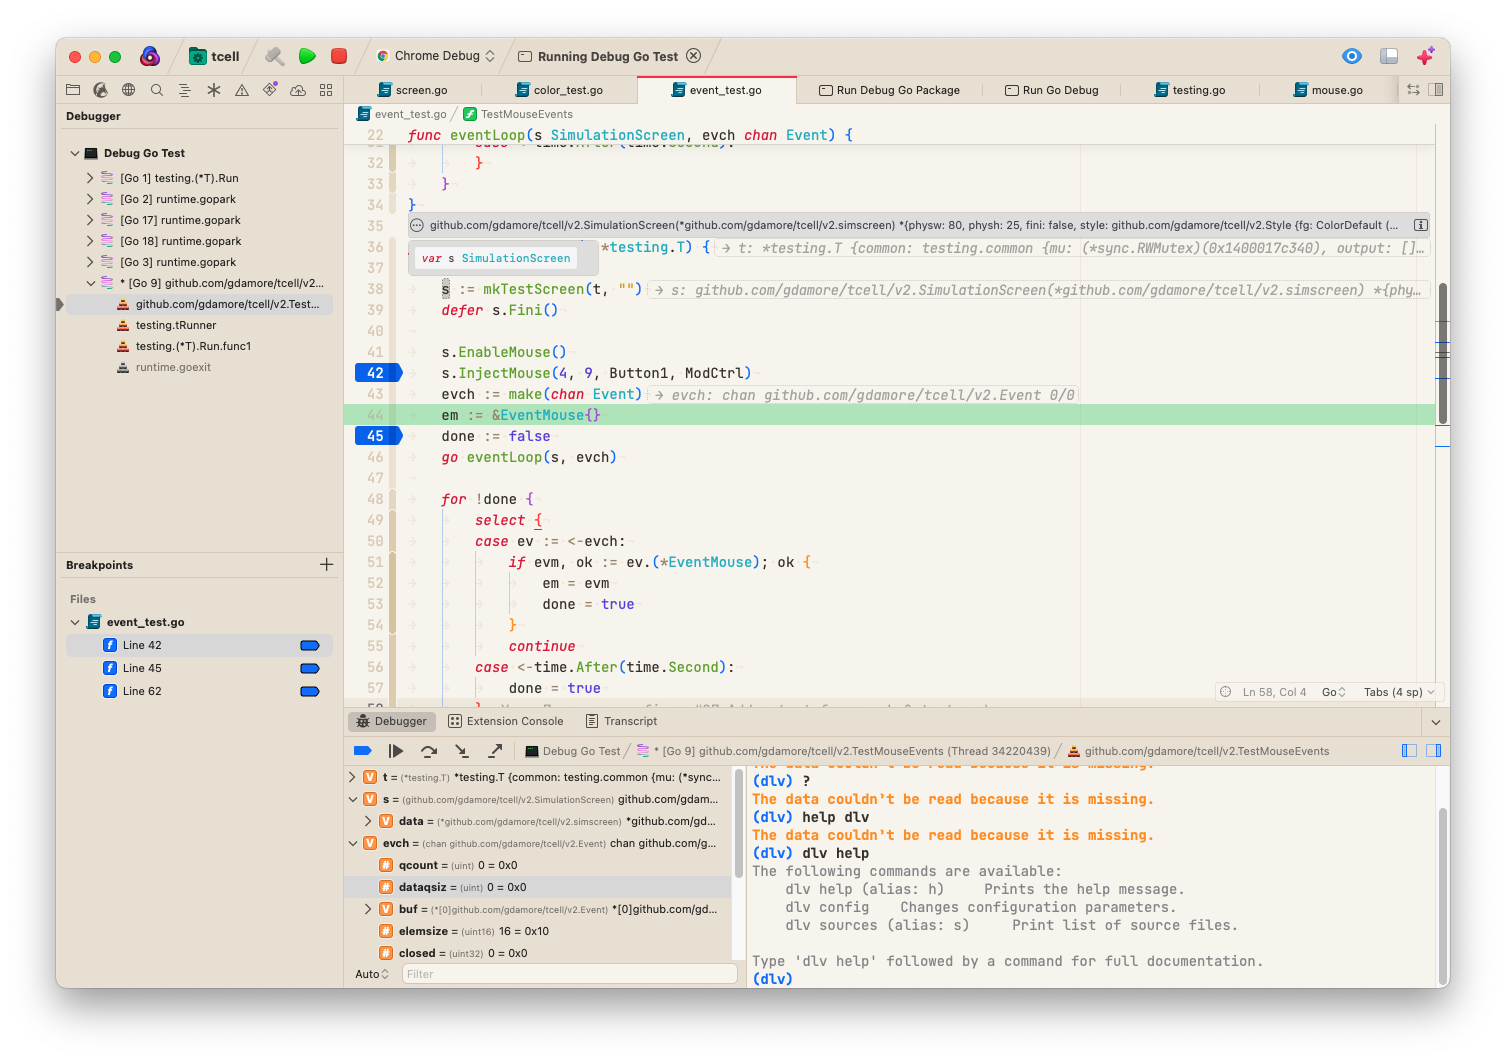 tcell
Chrome Debug
Running Debug Go Test
screen.go
color_test.go
event_test.go
Run Debug Go Package
Run Go Debug
testing.go
mouse.go
Debugger
Debug Go Test
[Go 1] testing.(*T).Run
[Go 2] runtime.gopark
[Go 17] runtime.gopark
[Go 18] runtime.gopark
[Go 3] runtime.gopark
* [Go 9] github.com/gdamore/tcell/v2...
github.com/gdamore/tcell/v2.Test...
testing.tRunner
testing.(*T).Run.func1
runtime.goexit
Breakpoints
Files
event_test.go
Line 42
Line 45
Line 62
event_test.go
TestMouseEvents
22 func eventLoop(s SimulationScreen, evch chan Event) {
32 }
33 }
34 }
35 github.com/gdamore/tcell/v2.SimulationScreen(*github.com/gdamore/tcell/v2.simscreen) *{physw: 80, physh: 25, fini: false, style: github.com/gdamore/tcell/v2.Style {fg: ColorDefault (...
36 *testing.T) { → t: *testing.T {common: testing.common {mu: (*sync.RWMutex)(0x1400017c340), output: []...
var s SimulationScreen
37
38 s := mkTestScreen(t, "") → s: github.com/gdamore/tcell/v2.SimulationScreen(*github.com/gdamore/tcell/v2.simscreen) *{phy...
39 defer s.Fini()
40
41 s.EnableMouse()
42 s.InjectMouse(4, 9, Button1, ModCtrl)
43 evch := make(chan Event) → evch: chan github.com/gdamore/tcell/v2.Event 0/0
44 em := &EventMouse{}
45 done := false
46 go eventLoop(s, evch)
47
48 for !done {
49 select {
50 case ev := <-evch:
51 if evm, ok := ev.(*EventMouse); ok {
52 em = evm
53 done = true
54 }
55 continue
56 case <-time.After(time.Second):
57 done = true
Ln 58, Col 4
Go
Tabs (4 sp)
Debugger
Extension Console
Transcript
Debug Go Test
* [Go 9] github.com/gdamore/tcell/v2.TestMouseEvents (Thread 34220439)
github.com/gdamore/tcell/v2.TestMouseEvents
V t = (*testing.T) *testing.T {common: testing.common {mu: (*sync...
V s = (github.com/gdamore/tcell/v2.SimulationScreen) github.com/gdam...
V data = (*github.com/gdamore/tcell/v2.simscreen) *github.com/gd...
V evch = (chan github.com/gdamore/tcell/v2.Event) chan github.com/g...
# qcount = (uint) 0 = 0x0
# dataqsiz = (uint) 0 = 0x0
V buf = (*[0]github.com/gdamore/tcell/v2.Event) *[0]github.com/gd...
# elemsize = (uint16) 16 = 0x10
# closed = (uint32) 0 = 0x0
Auto
Filter
The data couldn't be read because it is missing.
(dlv) ?
The data couldn't be read because it is missing.
(dlv) help dlv
The data couldn't be read because it is missing.
(dlv) dlv help
The following commands are available:
dlv help (alias: h) Prints the help message.
dlv config Changes configuration parameters.
dlv sources (alias: s) Print list of source files.
Type 'dlv help' followed by a command for full documentation.
(dlv)